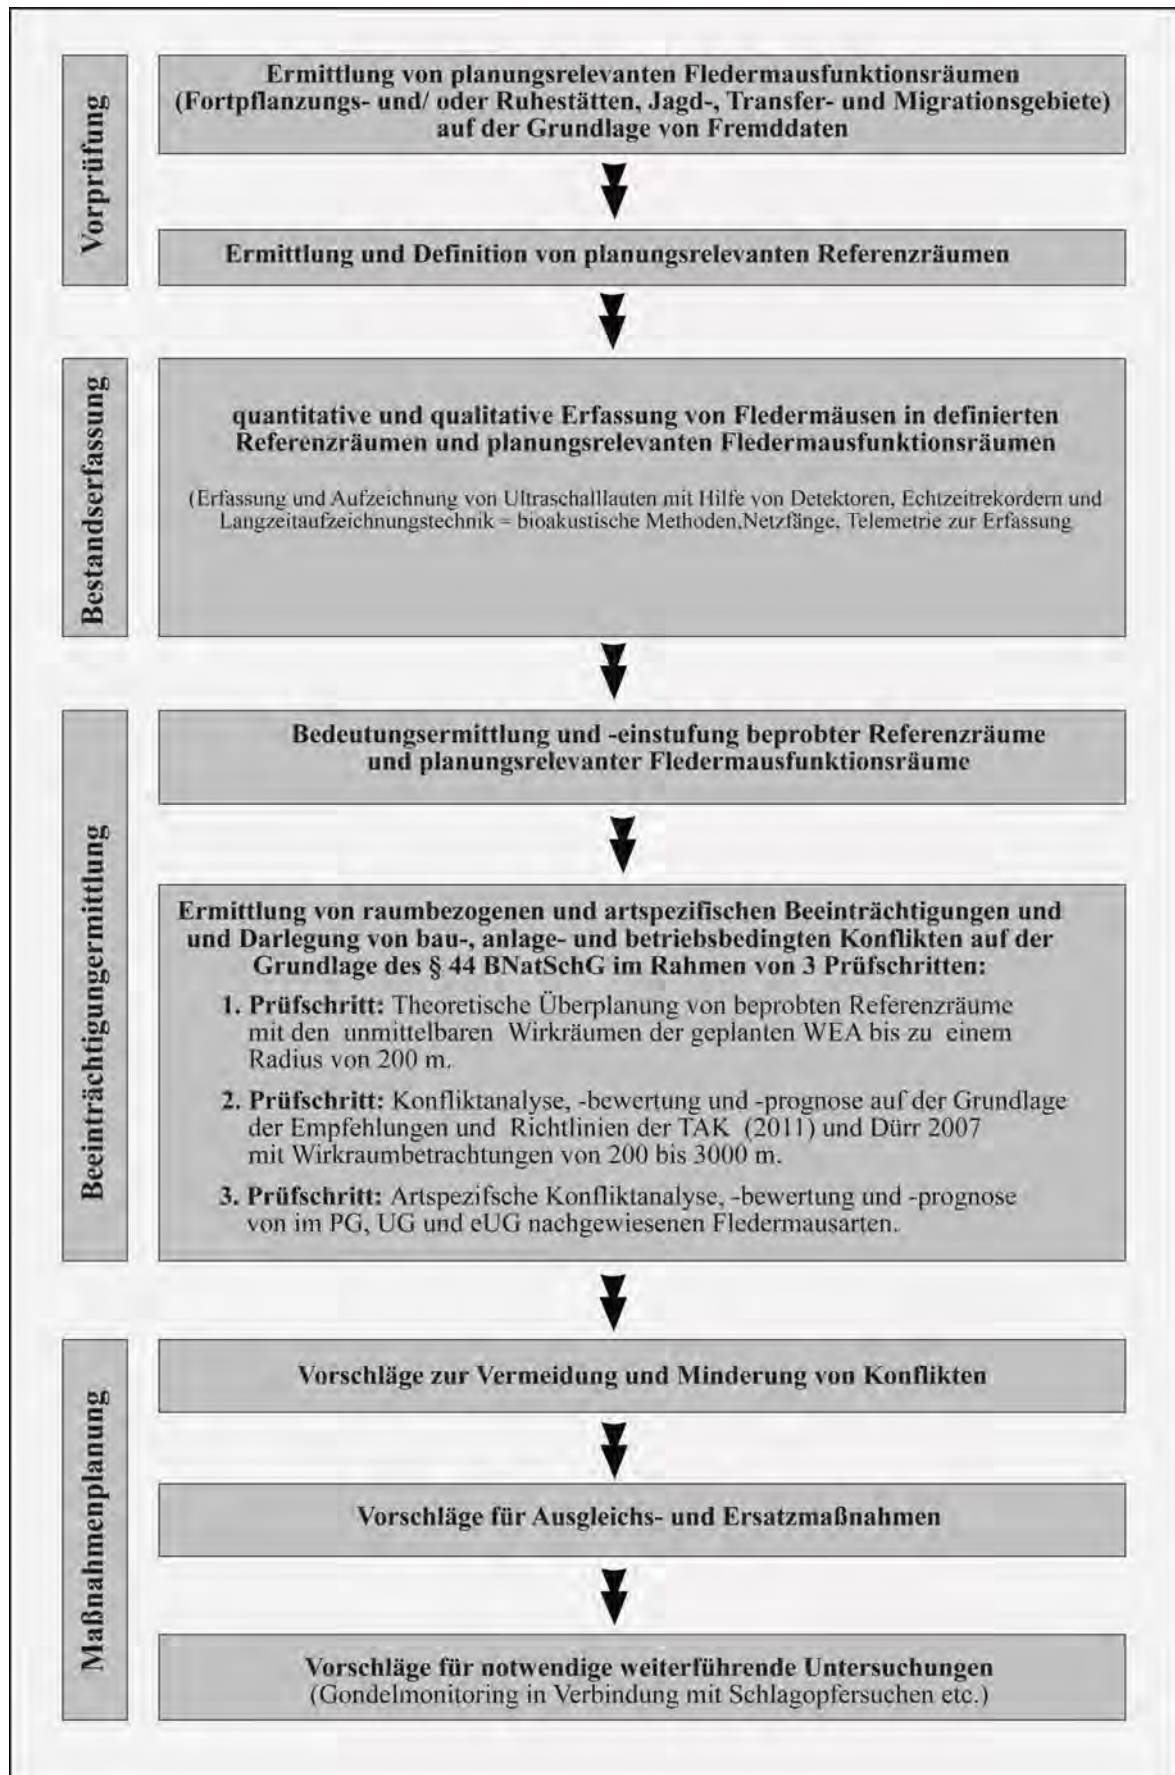 Vorprüfung
Ermittlung von planungsrelevanten Fledermausfunktionsräumen
(Fortpflanzungs- und/ oder Ruhestätten, Jagd-, Transfer- und Migrationsgebiete)
auf der Grundlage von Fremddaten
Ermittlung und Definition von planungsrelevanten Referenzräumen
Bestandserfassung
quantitative und qualitative Erfassung von Fledermäusen in definierten
Referenzräumen und planungsrelevanten Fledermausfunktionsräumen
(Erfassung und Aufzeichnung von Ultraschalllauten mit Hilfe von Detektoren, Echtzeitrekordern und
Langzeitaufzeichnungstechnik = bioakustische Methoden,Netzfänge, Telemetrie zur Erfassung
Beeinträchtigungermittlung
Bedeutungsermittlung und -einstufung beprobter Referenzräume
und planungsrelevanter Fledermausfunktionsräume
Ermittlung von raumbezogenen und artspezifischen Beeinträchtigungen und
und Darlegung von bau-, anlage- und betriebsbedingten Konflikten auf der
Grundlage des § 44 BNatSchG im Rahmen von 3 Prüfschritten:
1. Prüfschritt: Theoretische Überplanung von beprobten Referenzräume
mit den unmittelbaren Wirkräumen der geplanten WEA bis zu einem
Radius von 200 m.
2. Prüfschritt: Konfliktanalyse, -bewertung und -prognose auf der Grundlage
der Empfehlungen und Richtlinien der TAK (2011) und Dürr 2007
mit Wirkraumbetrachtungen von 200 bis 3000 m.
3. Prüfschritt: Artspezifsche Konfliktanalyse, -bewertung und -prognose
von im PG, UG und eUG nachgewiesenen Fledermausarten.
Maßnahmenplanung
Vorschläge zur Vermeidung und Minderung von Konflikten
Vorschläge für Ausgleichs- und Ersatzmaßnahmen
Vorschläge für notwendige weiterführende Untersuchungen
(Gondelmonitoring in Verbindung mit Schlagopfersuchen etc.)